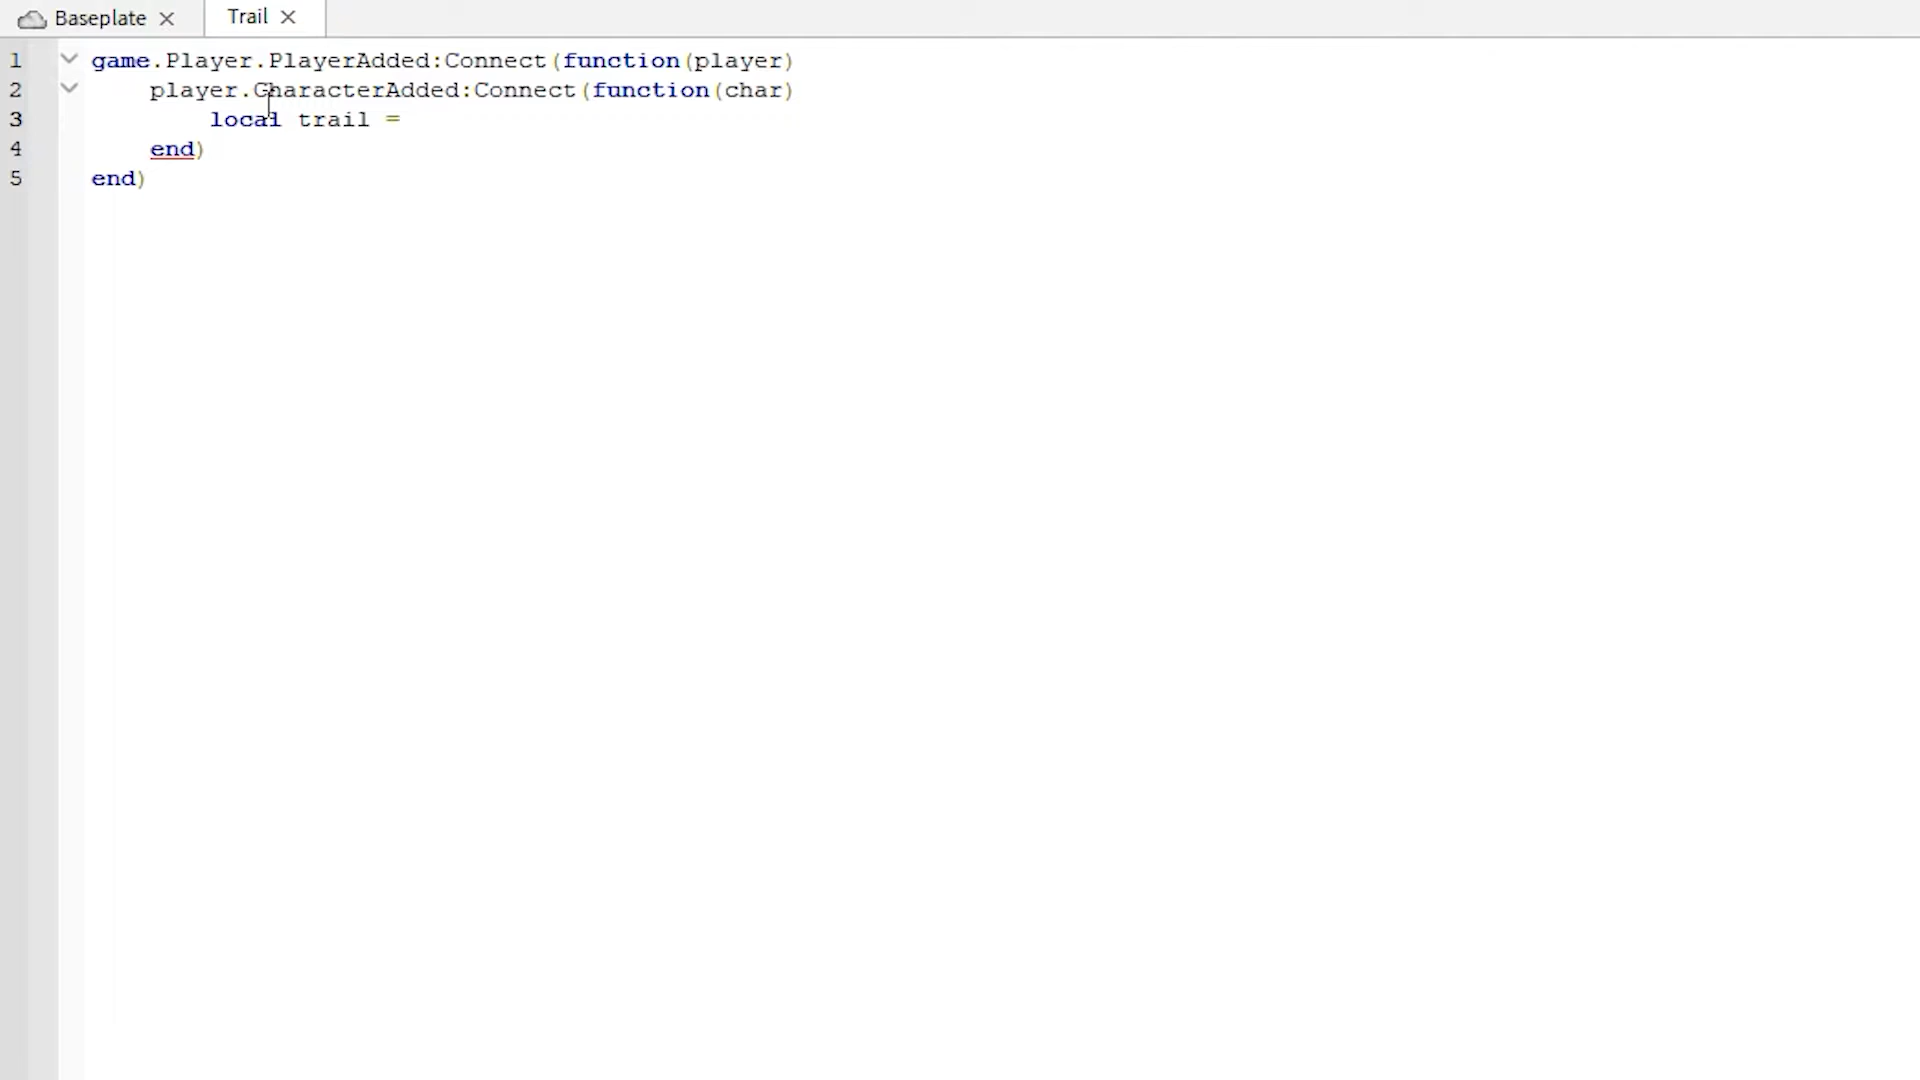 Baseplate
Trail
1 game.Player.PlayerAdded:Connect(function(player)
2 player.CharacterAdded:Connect(function(char)
3 local trail =
4 end)
5 end)